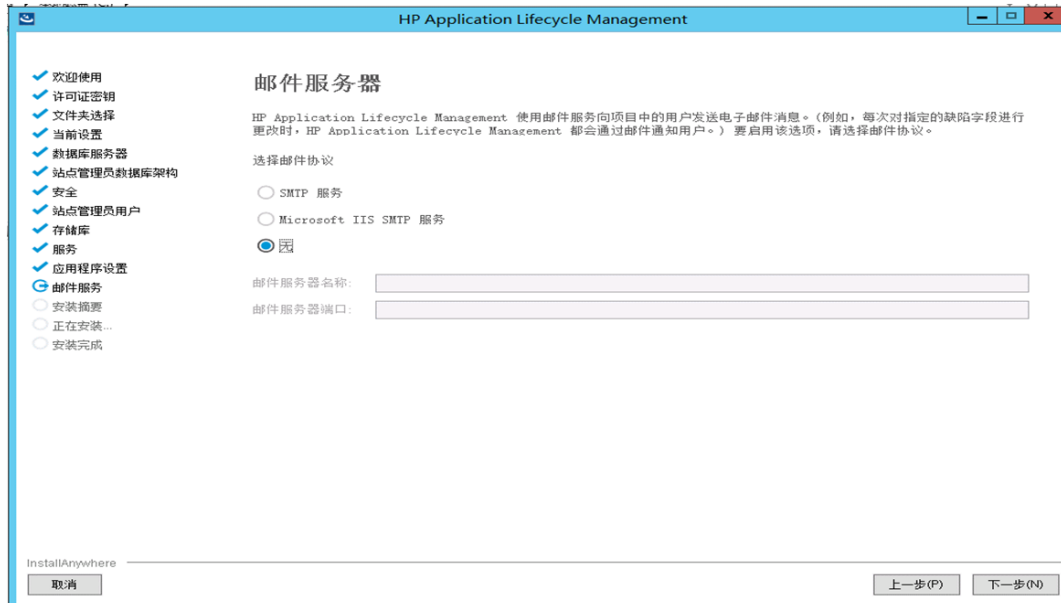 HP Application Lifecycle Management
欢迎使用
许可证密钥
文件夹选择
当前设置
数据库服务器
站点管理员数据库架构
安全
站点管理员用户
存储库
服务
应用程序设置
邮件服务
安装摘要
正在安装...
安装完成
邮件服务器
HP Application Lifecycle Management 使用邮件服务向项目中的用户发送电子邮件消息。(例如，每次对指定的缺陷字段进行
更改时，HP Application Lifecycle Management 都会通过邮件通知用户。) 要启用该选项，请选择邮件协议。
选择邮件协议
SMTP 服务
Microsoft IIS SMTP 服务
无
邮件服务器名称:
邮件服务器端口:
InstallAnywhere
取消
上一步(P)
下一步(N)